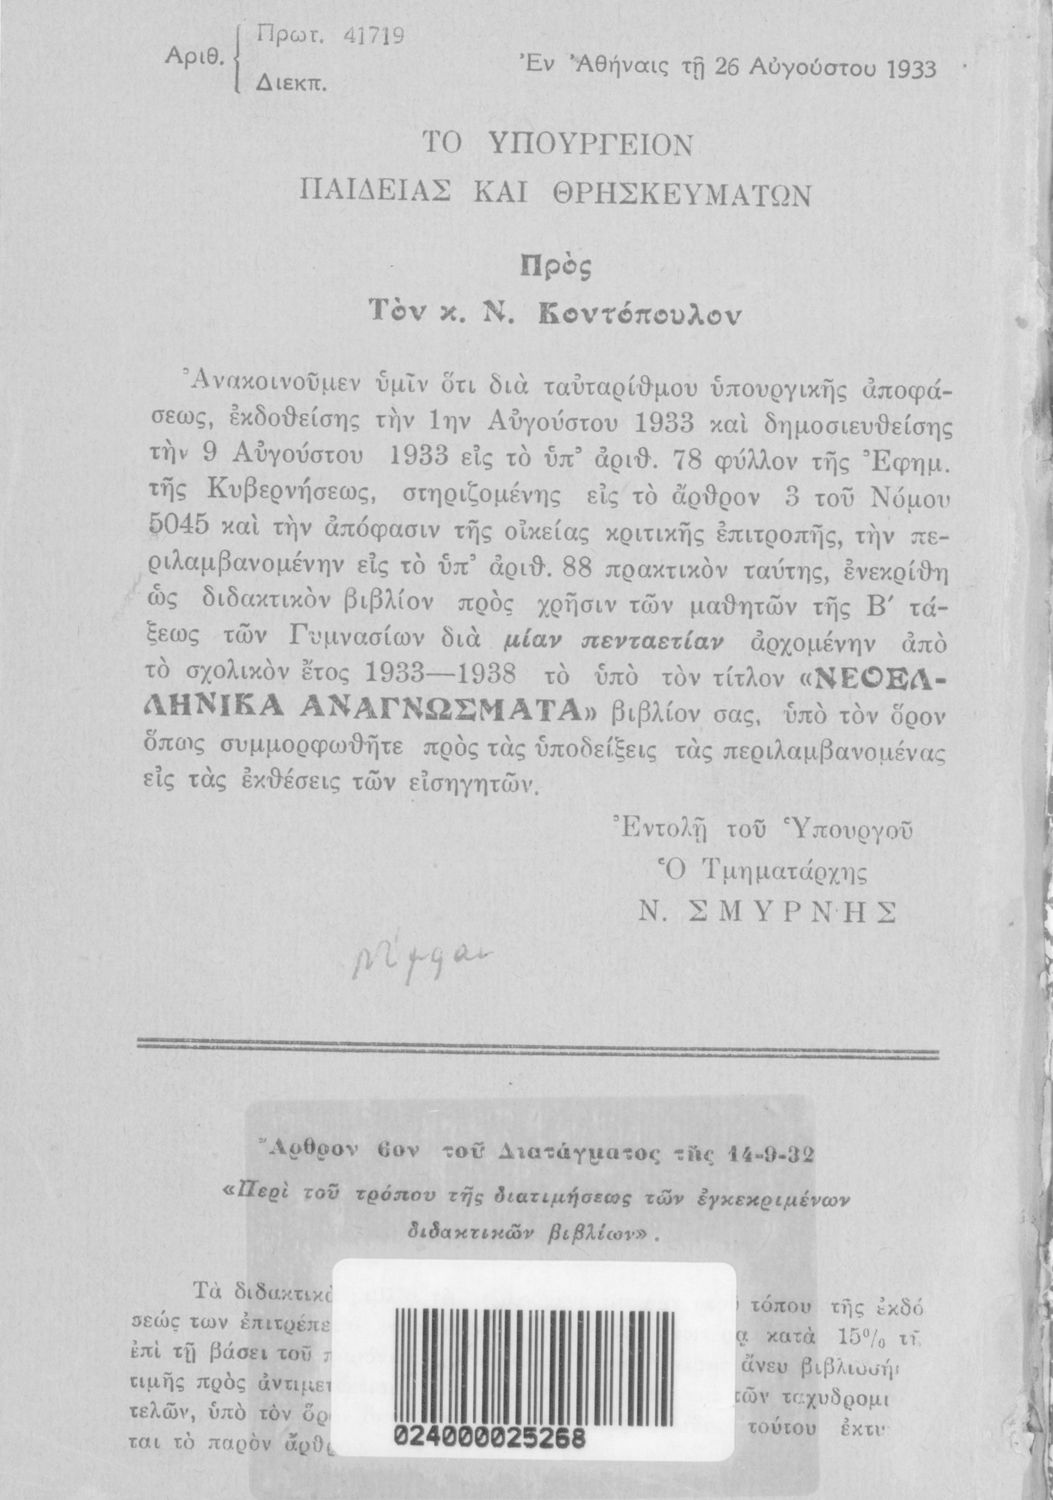 Ἀριθ.
Πρωτ. 41719
Διεκπ.
Ἐν Ἀθήναις τῇ 26 Αὐγούστου 1933
ΤΟ ΥΠΟΥΡΓΕΙΟΝ
ΠΑΙΔΕΙΑΣ ΚΑΙ ΘΡΗΣΚΕΥΜΑΤΩΝ
Πρὸς
Τὸν κ. Ν. Κοντόπουλον
Ἀνακοινοῦμεν ὑμῖν ὅτι διὰ ταὐταρίθμου ὑπουργικῆς ἀποφά-
σεως, ἐκδοθείσης τὴν 1ην Αὐγούστου 1933 καὶ δημοσιευθείσης
τὴν 9 Αὐγούστου 1933 εἰς τὸ ὑπ' ἀριθ. 78 φύλλον τῆς Ἐφημ.
τῆς Κυβερνήσεως, στηριζομένης εἰς τὸ ἄρθρον 3 τοῦ Νόμου
5045 καὶ τὴν ἀπόφασιν τῆς οἰκείας κριτικῆς ἐπιτροπῆς, τὴν πε-
ριλαμβανομένην εἰς τὸ ὑπ' ἀριθ. 88 πρακτικὸν ταύτης, ἐνεκρίθη
ὡς διδακτικὸν βιβλίον πρὸς χρῆσιν τῶν μαθητῶν τῆς Β′ τά-
ξεως τῶν Γυμνασίων διὰ μίαν πενταετίαν ἀρχομένην ἀπὸ
τὸ σχολικὸν ἔτος 1933—1938 τὸ ὑπὸ τὸν τίτλον «ΝΕΟΕΛ-
ΛΗΝΙΚΑ ΑΝΑΓΝΩΣΜΑΤΑ» βιβλίον σας, ὑπὸ τὸν ὅρον
ὅπως συμμορφωθῆτε πρὸς τὰς ὑποδείξεις τὰς περιλαμβανομένας
εἰς τὰς ἐκθέσεις τῶν εἰσηγητῶν.
Ἐντολῇ τοῦ Ὑπουργοῦ
Ὁ Τμηματάρχης
Ν. ΣΜΥΡΝΗΣ
Ἄρθρον 6ον τοῦ Διατάγματος τῆς 14-9-32
«Περὶ τοῦ τρόπου τῆς διατιμήσεως τῶν ἐγκεκριμένων
διδακτικῶν βιβλίων».
Τὰ διδακτικὰ τόπου τῆς ἐκδό
σεώς των ἐπιτρέπε κατὰ 15% τῆ
ἐπὶ τῇ βάσει τοῦ ἄνευ βιβλιοσή
τιμῆς πρὸς ἀντιμε τῶν ταχυδρομι
τελῶν, ὑπὸ τὸν ὅρ τούτου ἐκτυ
ται τὸ παρὸν ἄρθρ
024000025268